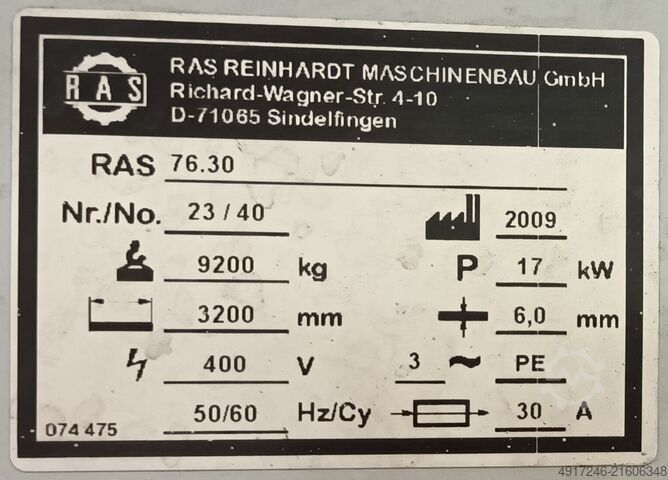 RAS
RAS REINHARDT MASCHINENBAU GmbH
Richard-Wagner-Str. 4-10
D-71065 Sindelfingen
RAS 76.30
Nr./No. 23 / 40 2009
9200 kg P 17 kW
3200 mm 6,0 mm
400 V 3 ~ PE
50/60 Hz/Cy 30 A
074 475
4917246-21606348